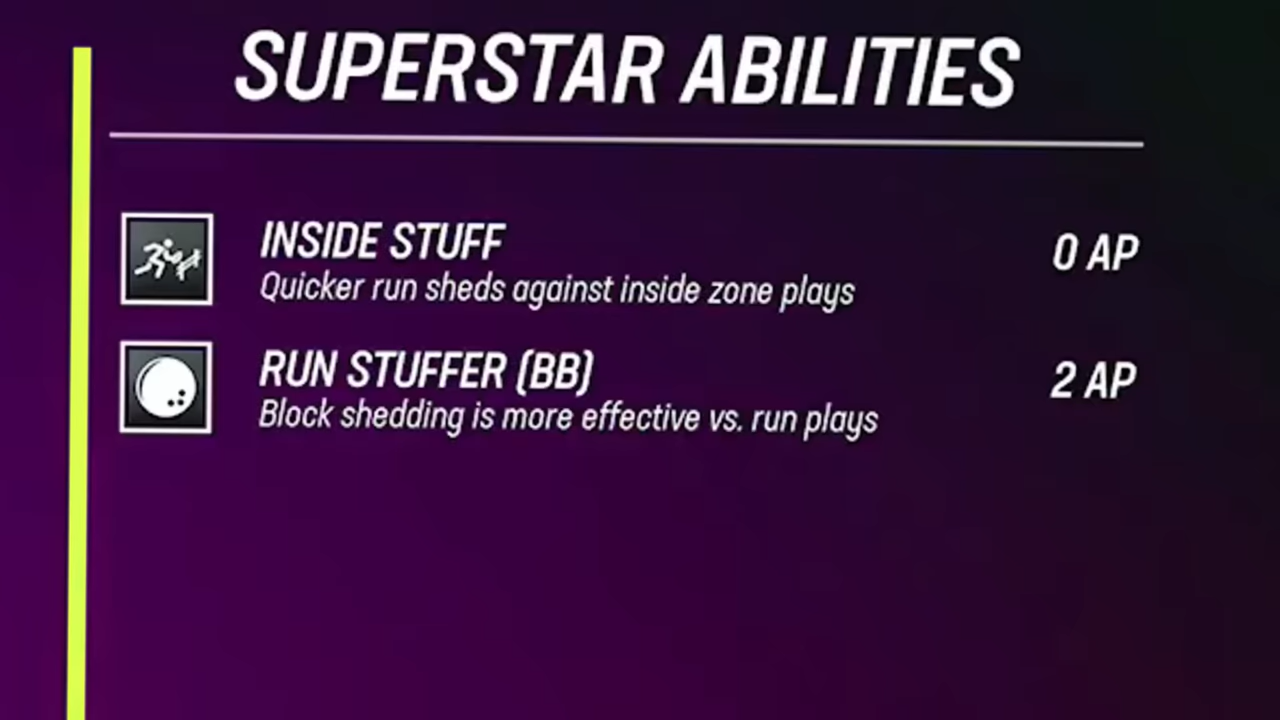 SUPERSTAR ABILITIES
INSIDE STUFF
0 AP
Quicker run sheds against inside zone plays
RUN STUFFER (BB)
2 AP
Block shedding is more effective vs. run plays